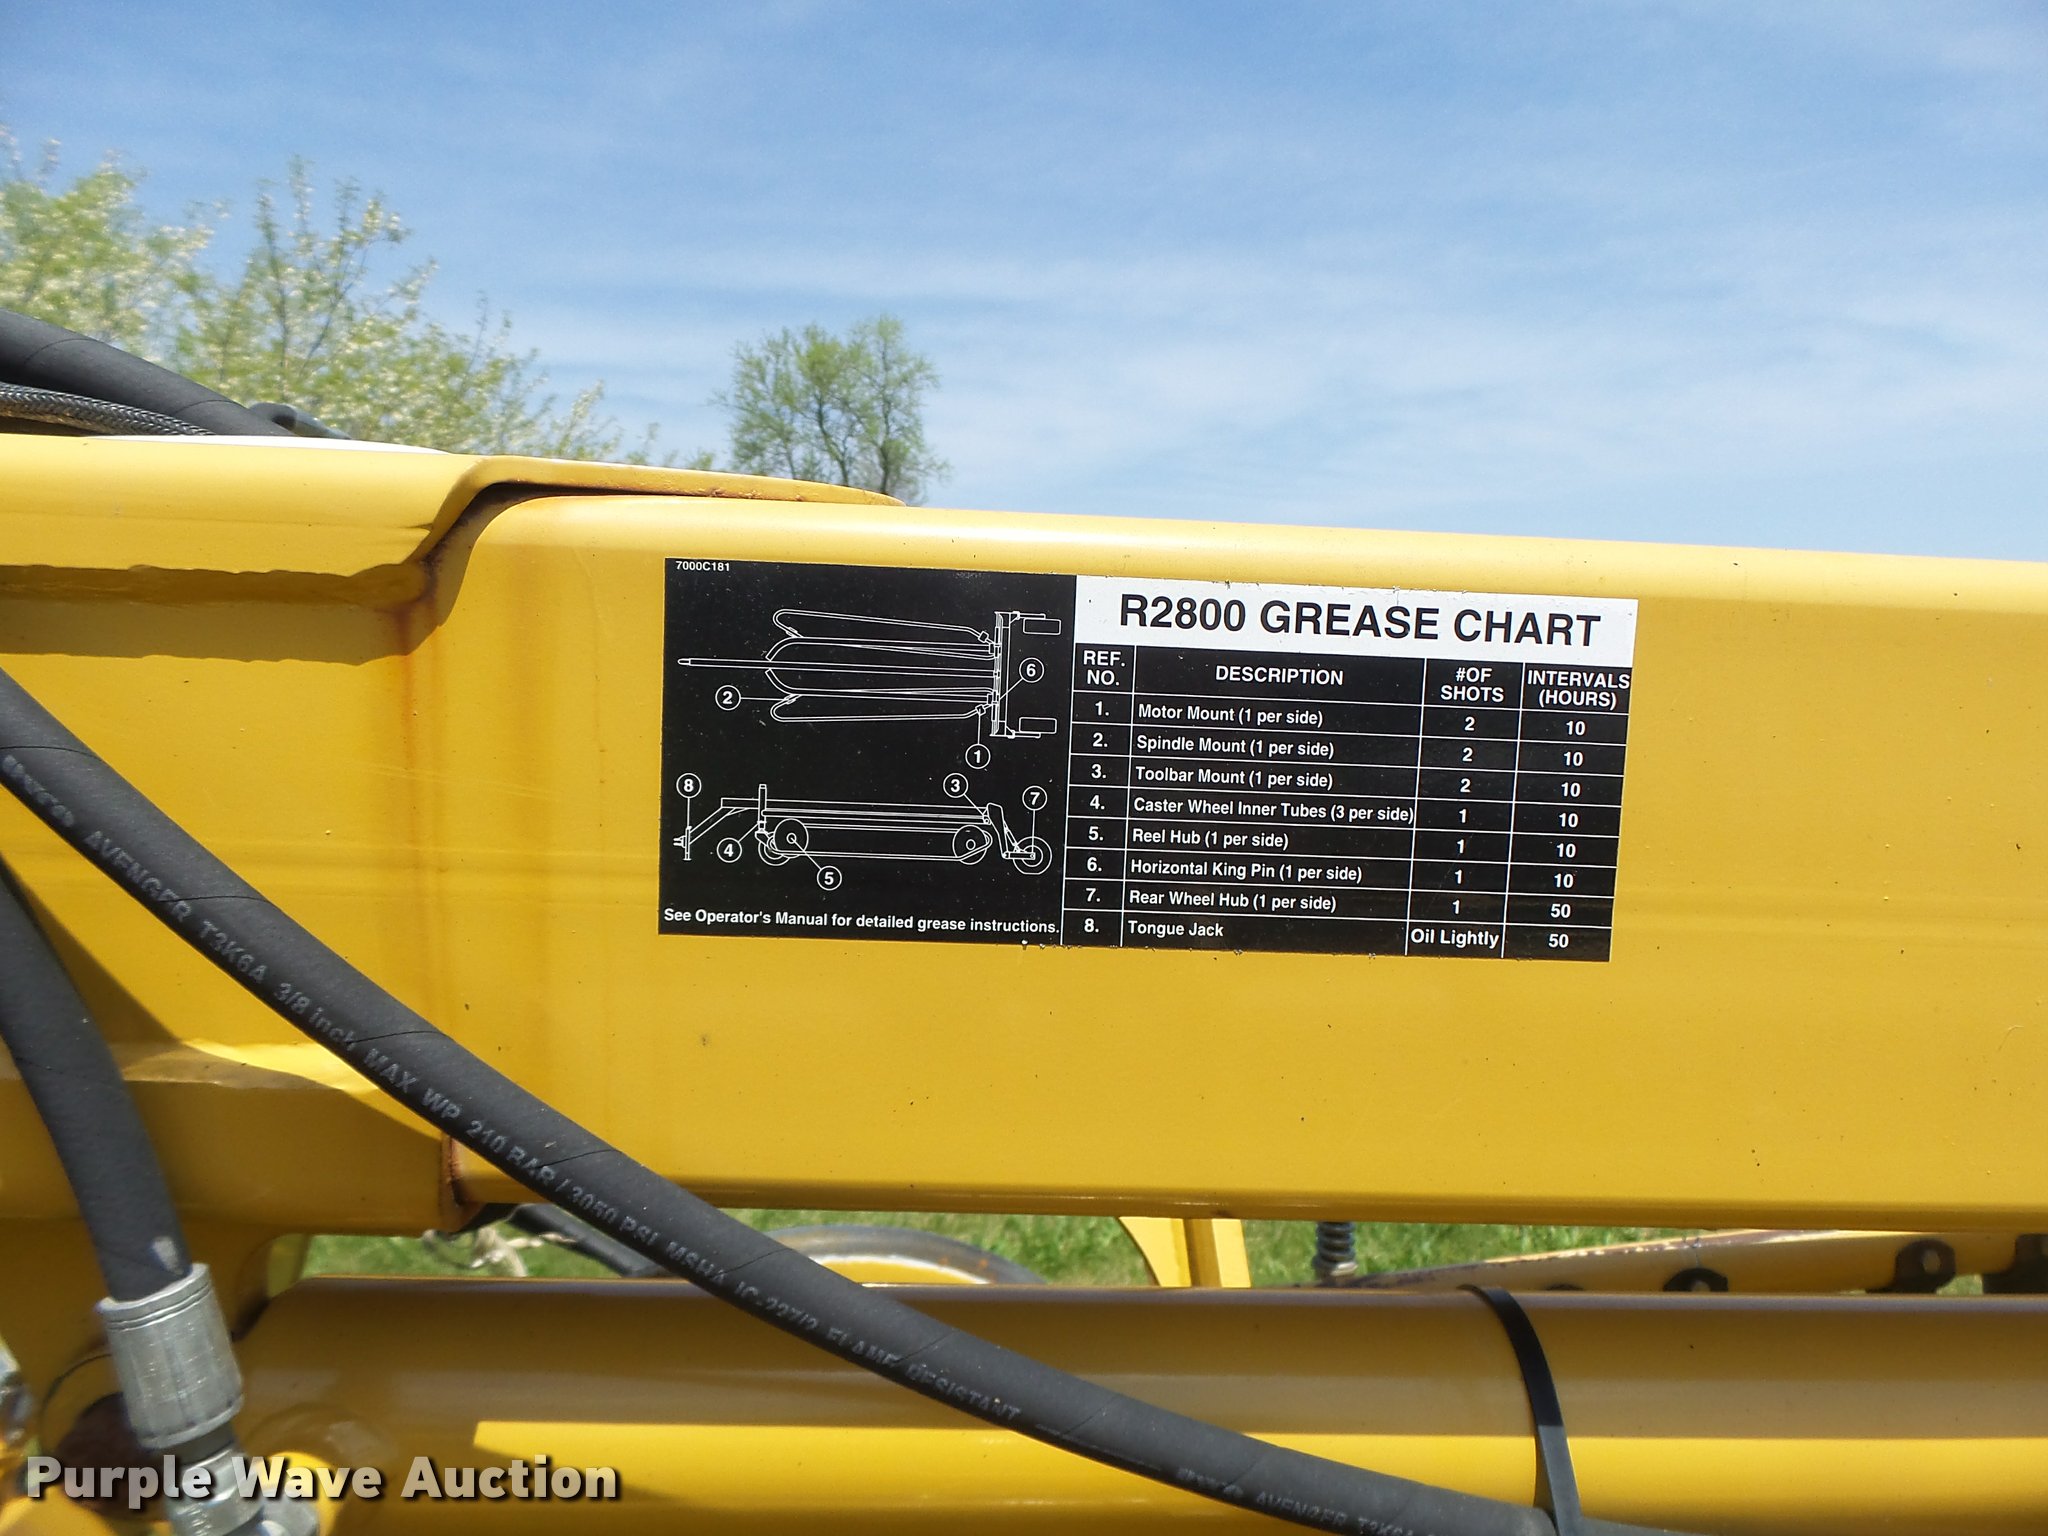 7000C181
R2800 GREASE CHART
REF. NO. DESCRIPTION #OF SHOTS INTERVALS (HOURS)
1. Motor Mount (1 per side) 2 10
2. Spindle Mount (1 per side) 2 10
3. Toolbar Mount (1 per side) 2 10
4. Caster Wheel Inner Tubes (3 per side) 1 10
5. Reel Hub (1 per side) 1 10
6. Horizontal King Pin (1 per side) 1 10
7. Rear Wheel Hub (1 per side) 1 50
8. Tongue Jack Oil Lightly 50
6
2
1
8
3
7
4
5
See Operator's Manual for detailed grease instructions.
AVENGER T3K6A 3/8 inch MAX WP 210 BAR / 3050 PSI MSHA IC-227/2 FLAME RESISTANT
AVENGER
Purple Wave Auction